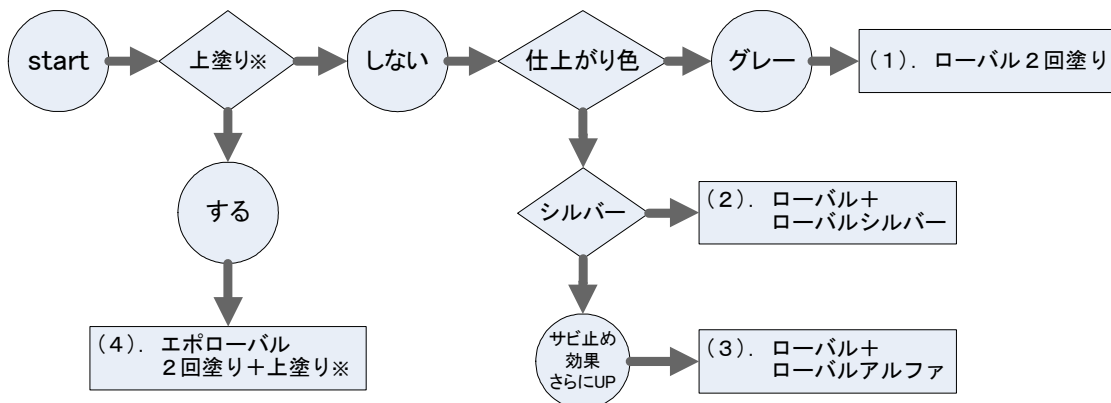 start
上塗り※
しない
仕上がり色
グレー
(1). ローバル2回塗り
する
シルバー
(2). ローバル+
ローバルシルバー
(4). エポローバル
2回塗り+上塗り※
サビ止め
効果
さらにUP
(3). ローバル+
ローバルアルファ